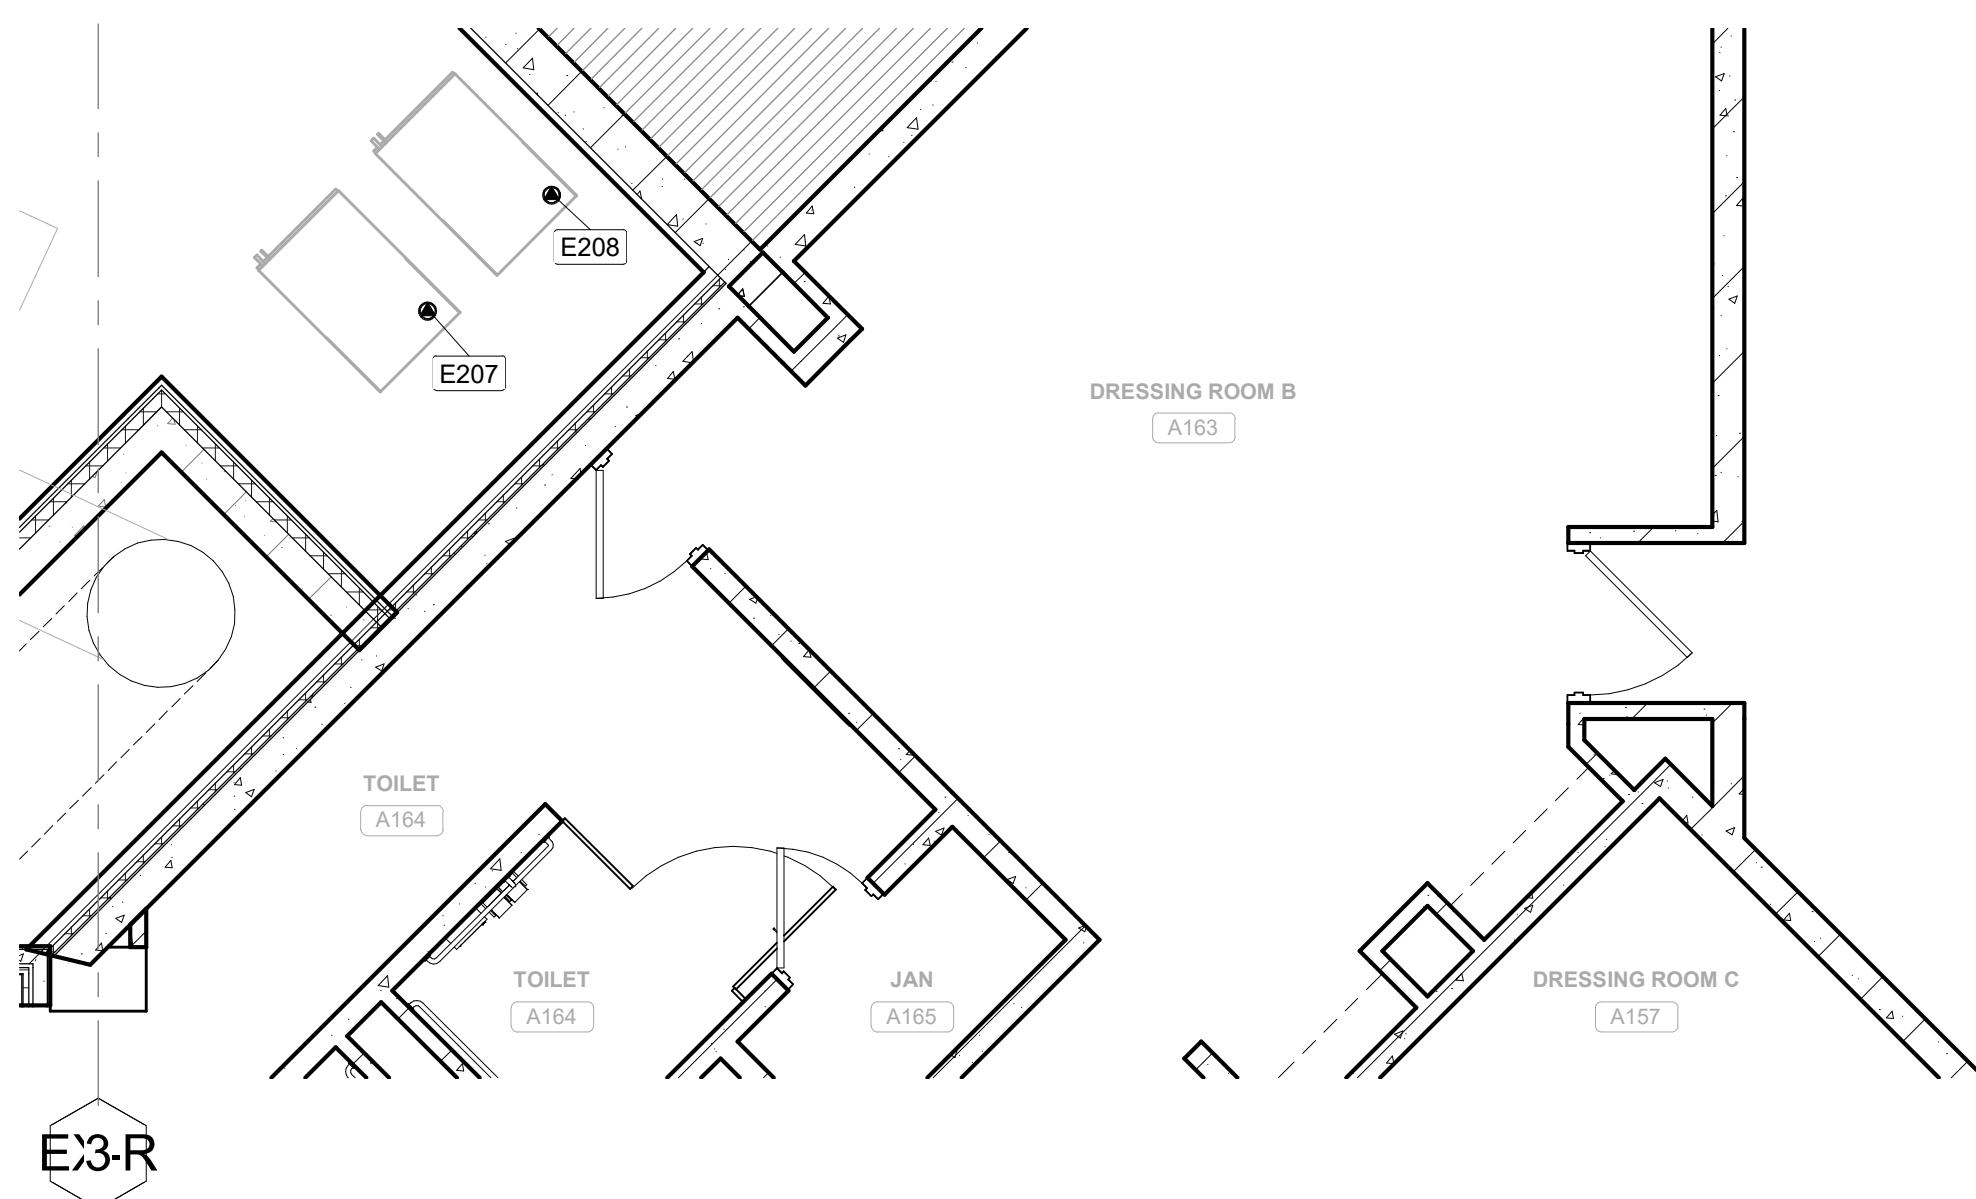 E208
E207
DRESSING ROOM B
A163
TOILET
A164
TOILET
A164
JAN
A165
DRESSING ROOM C
A157